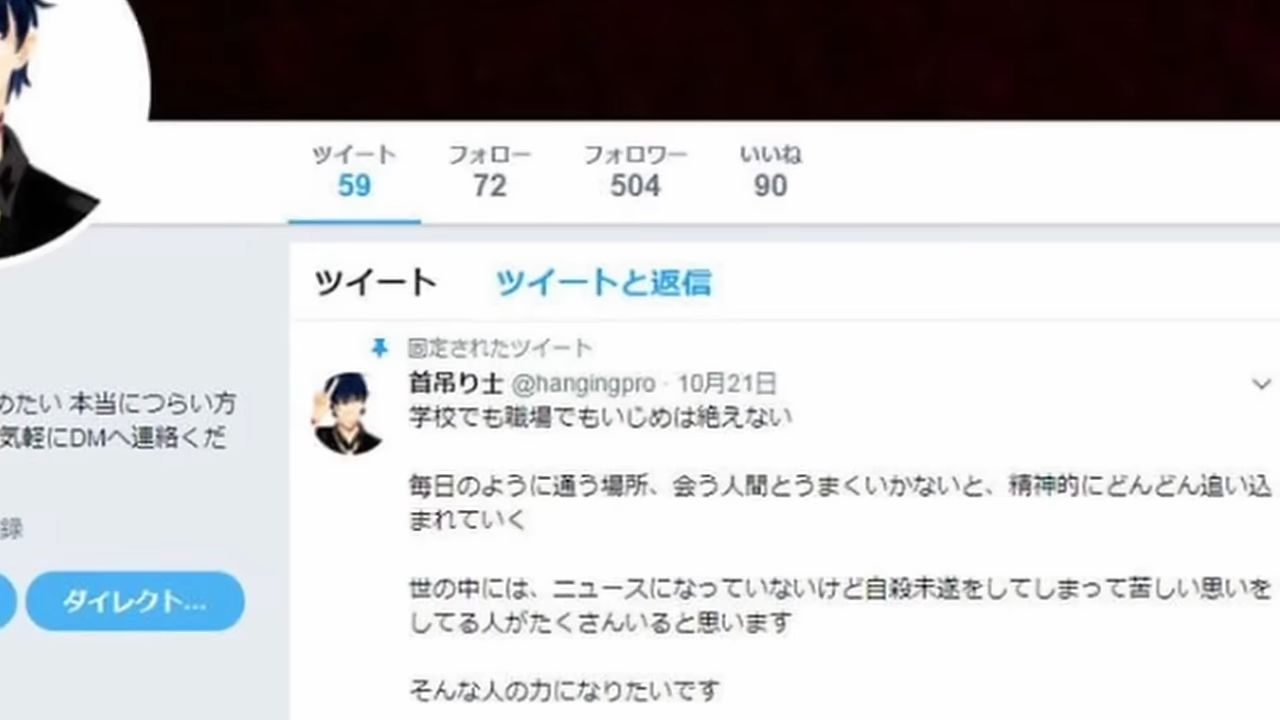 ツイート フォロー フォロワー いいね
59 72 504 90
ツイート ツイートと返信
固定されたツイート
首吊り士 @hangingpro · 10月21日
学校でも職場でもいじめは絶えない
毎日のように通う場所、会う人間とうまくいかないと、精神的にどんどん追い込
まれていく
世の中には、ニュースになっていないけど自殺未遂をしてしまって苦しい思いを
してる人がたくさんいると思います
そんな人の力になりたいです
めたい 本当につらい方
気軽にDMへ連絡くだ
録
ダイレクト...